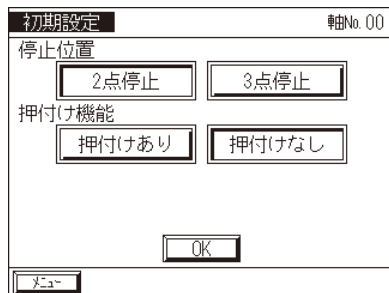 初期設定 軸No. 00
停止位置
2点停止 3点停止
押付け機能
押付けあり 押付けなし
OK
メニュー